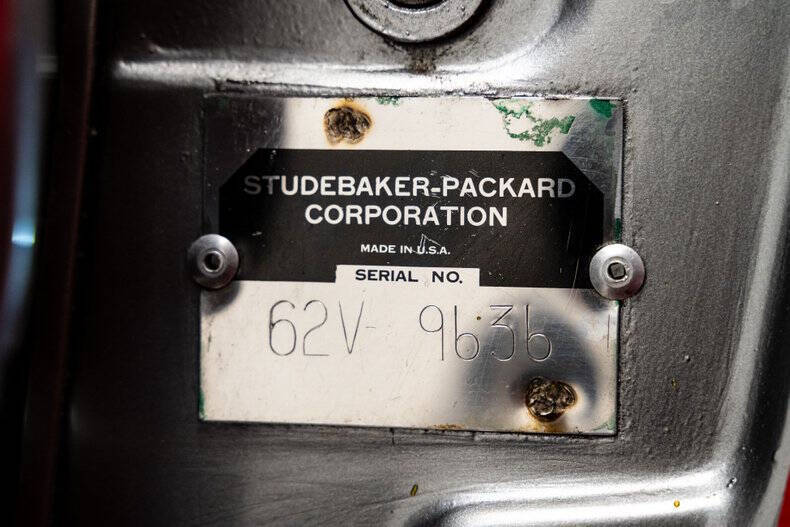 STUDEBAKER-PACKARD
CORPORATION
MADE IN U.S.A.
SERIAL NO.
62V- 9636